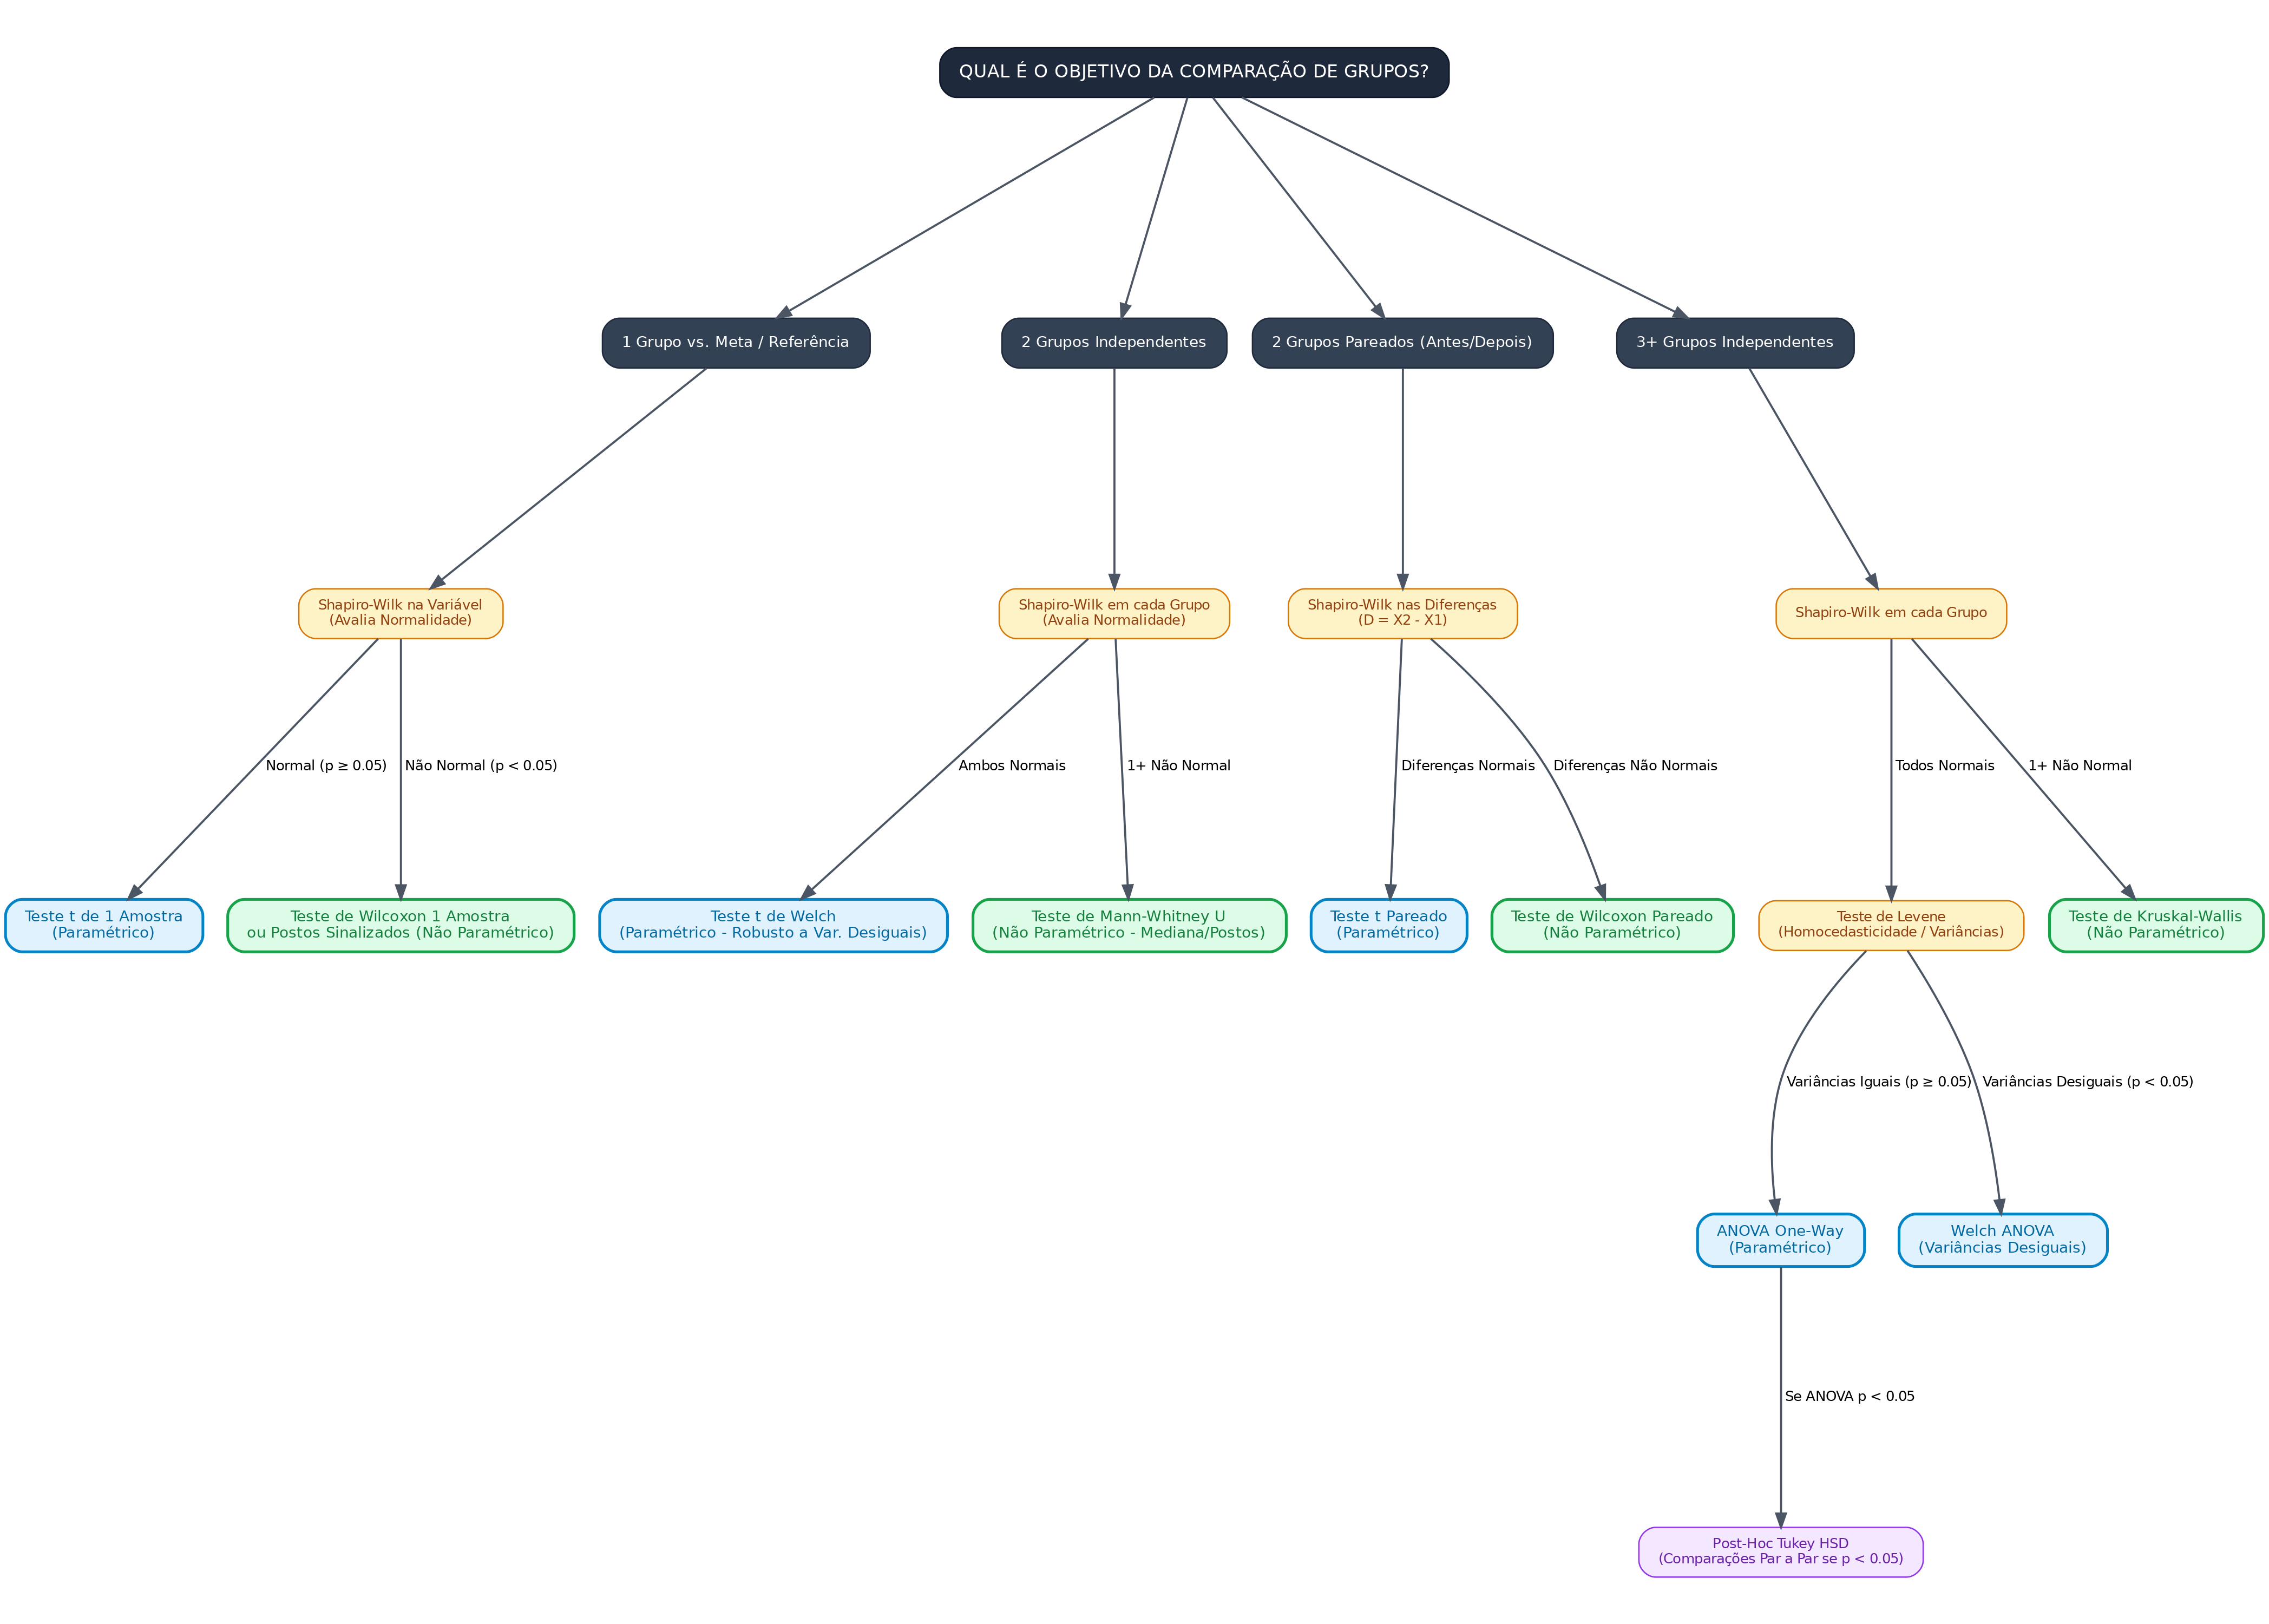 QUAL É O OBJETIVO DA COMPARAÇÃO DE GRUPOS?
1 Grupo vs. Meta / Referência
2 Grupos Independentes
2 Grupos Pareados (Antes/Depois)
3+ Grupos Independentes
Shapiro-Wilk na Variável
(Avalia Normalidade)
Shapiro-Wilk em cada Grupo
(Avalia Normalidade)
Shapiro-Wilk nas Diferenças
(D = X2 - X1)
Shapiro-Wilk em cada Grupo
Normal (p ≥ 0.05)
Não Normal (p < 0.05)
Ambos Normais
1+ Não Normal
Diferenças Normais
Diferenças Não Normais
Todos Normais
1+ Não Normal
Teste t de 1 Amostra
(Paramétrico)
Teste de Wilcoxon 1 Amostra
ou Postos Sinalizados (Não Paramétrico)
Teste t de Welch
(Paramétrico - Robusto a Var. Desiguais)
Teste de Mann-Whitney U
(Não Paramétrico - Mediana/Postos)
Teste t Pareado
(Paramétrico)
Teste de Wilcoxon Pareado
(Não Paramétrico)
Teste de Levene
(Homocedasticidade / Variâncias)
Teste de Kruskal-Wallis
(Não Paramétrico)
Variâncias Iguais (p ≥ 0.05)
Variâncias Desiguais (p < 0.05)
ANOVA One-Way
(Paramétrico)
Welch ANOVA
(Variâncias Desiguais)
Se ANOVA p < 0.05
Post-Hoc Tukey HSD
(Comparações Par a Par se p < 0.05)